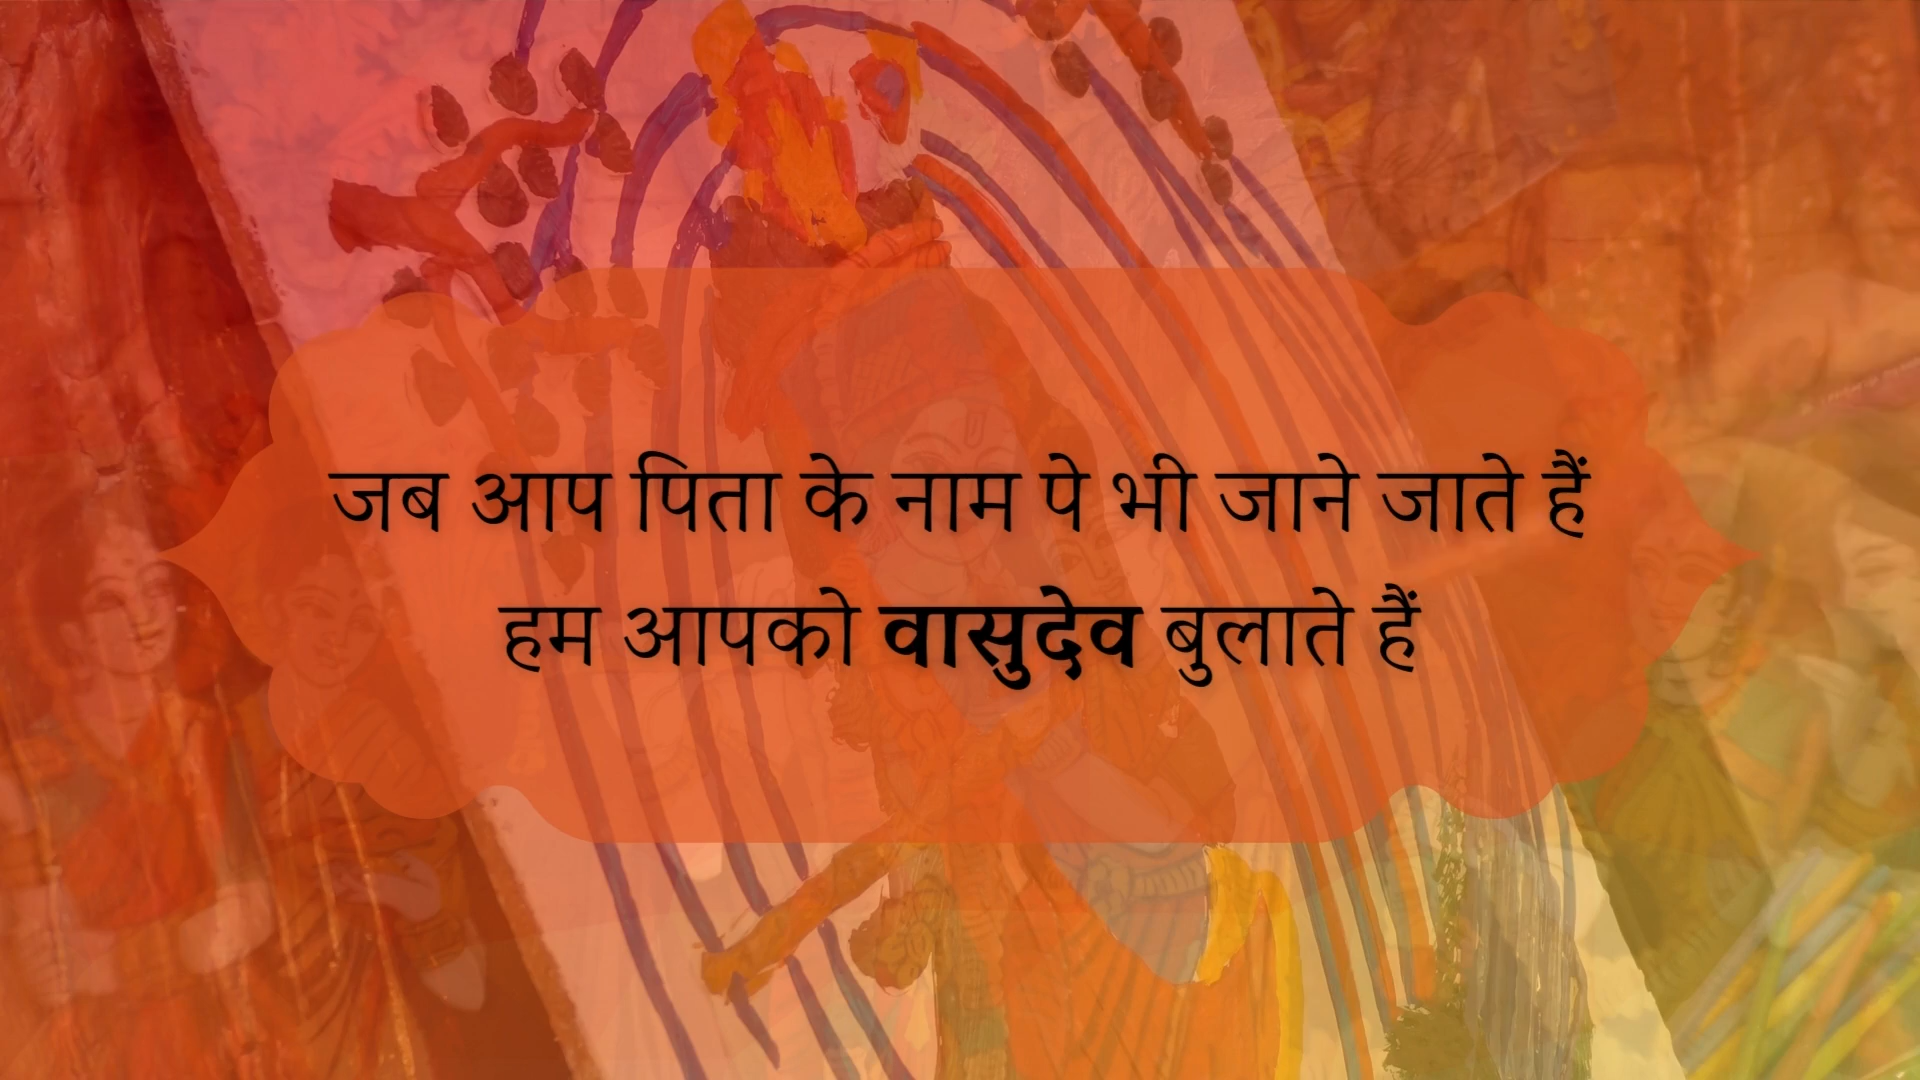 जब आप पिता के नाम पे भी जाने जाते हैं
हम आपको वासुदेव बुलाते हैं